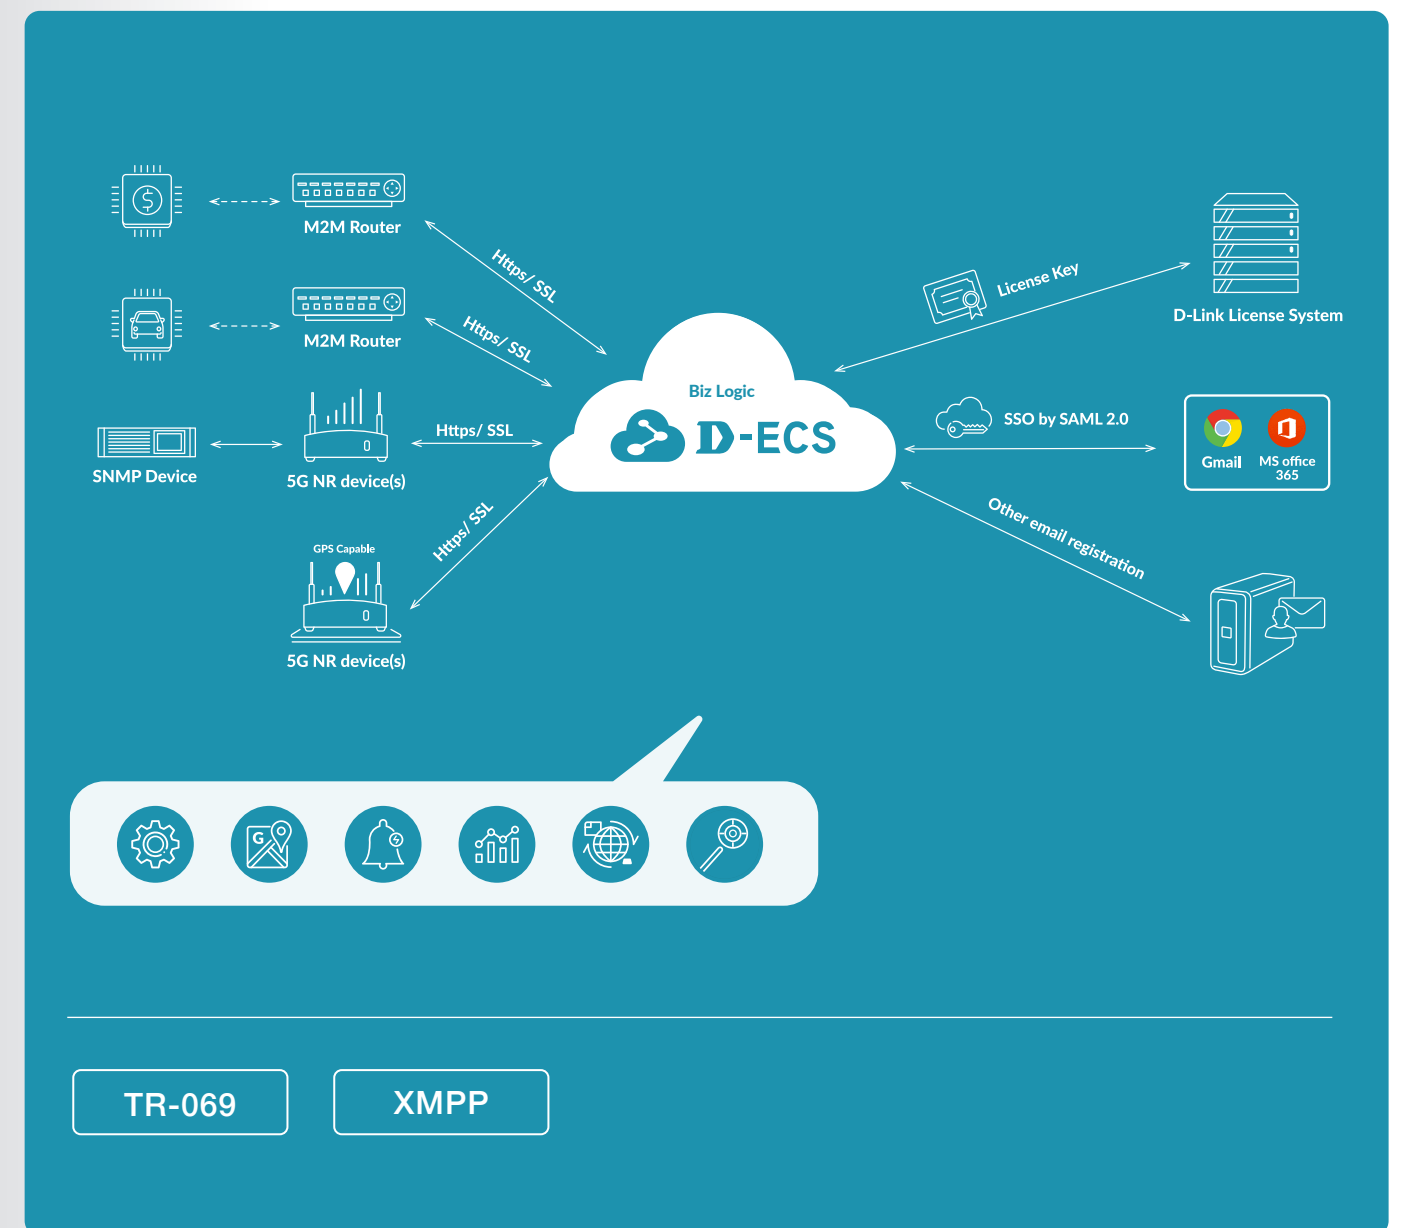 M2M Router
Https/ SSL
M2M Router
Https/ SSL
SNMP Device
5G NR device(s)
Https/ SSL
GPS Capable
5G NR device(s)
Https/ SSL
Biz Logic
D-ECS
License Key
D-Link License System
SSO by SAML 2.0
Gmail
MS office
365
Other email registration
G
TR-069
XMPP